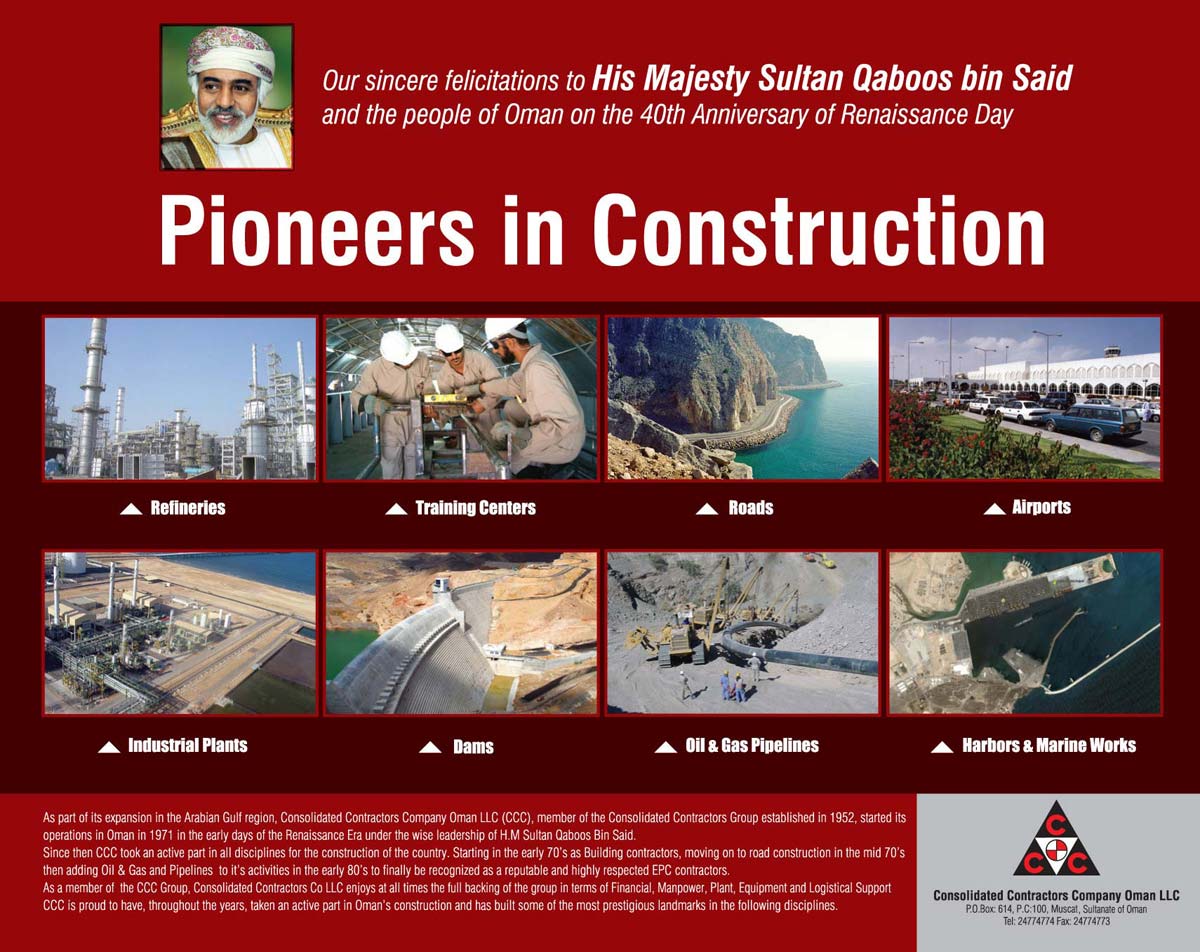 Our sincere felicitations to His Majesty Sultan Qaboos bin Said
and the people of Oman on the 40th Anniversary of Renaissance Day
Pioneers in Construction
Refineries
Training Centers
Roads
Airports
Industrial Plants
Dams
Oil & Gas Pipelines
Harbors & Marine Works
As part of its expansion in the Arabian Gulf region, Consolidated Contractors Company Oman LLC (CCC), member of the Consolidated Contractors Group established in 1952, started its
operations in Oman in 1971 in the early days of the Renaissance Era under the wise leadership of H.M Sultan Qaboos Bin Said.
Since then CCC took an active part in all disciplines for the construction of the country. Starting in the early 70's as Building contractors, moving on to road construction in the mid 70's
then adding Oil & Gas and Pipelines to it's activities in the early 80's to finally be recognized as a reputable and highly respected EPC contractors.
As a member of the CCC Group, Consolidated Contractors Co LLC enjoys at all times the full backing of the group in terms of Financial, Manpower, Plant, Equipment and Logistical Support
CCC is proud to have, throughout the years, taken an active part in Oman's construction and has built some of the most prestigious landmarks in the following disciplines.
C
C C
Consolidated Contractors Company Oman LLC
P.O.Box: 614, P.C:100, Muscat, Sultanate of Oman
Tel: 24774774 Fax: 24774773